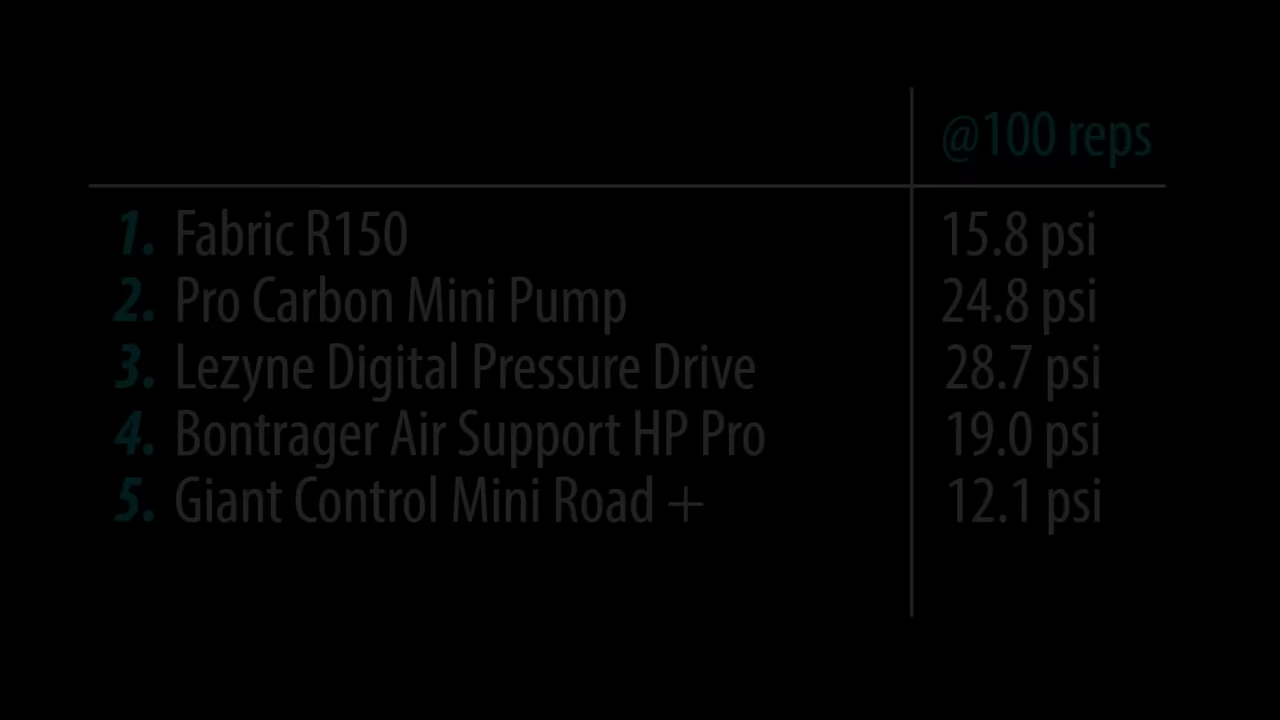 @100 reps
1. Fabric R150 15.8 psi
2. Pro Carbon Mini Pump 24.8 psi
3. Lezyne Digital Pressure Drive 28.7 psi
4. Bontrager Air Support HP Pro 19.0 psi
5. Giant Control Mini Road + 12.1 psi